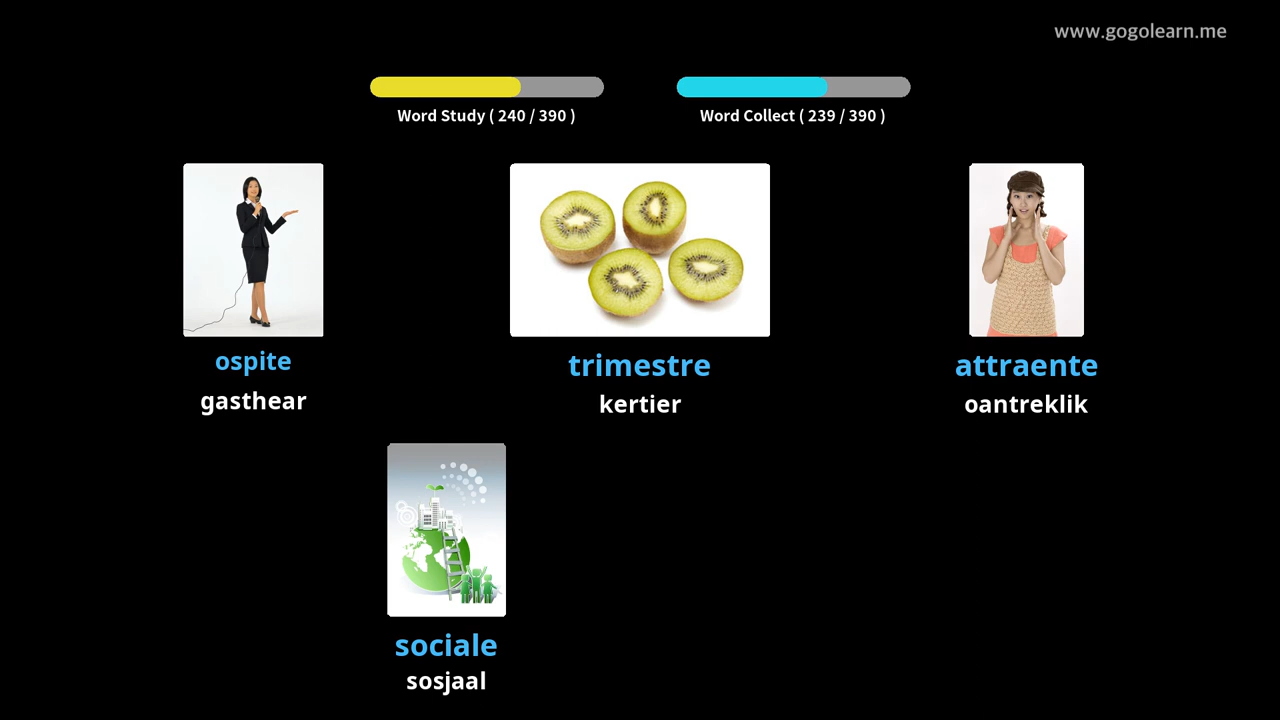 www.gogolearn.me
Word Study ( 240 / 390 )
Word Collect ( 239 / 390 )
ospite
gasthear
trimestre
kertier
attraente
oantreklik
sociale
sosjaal